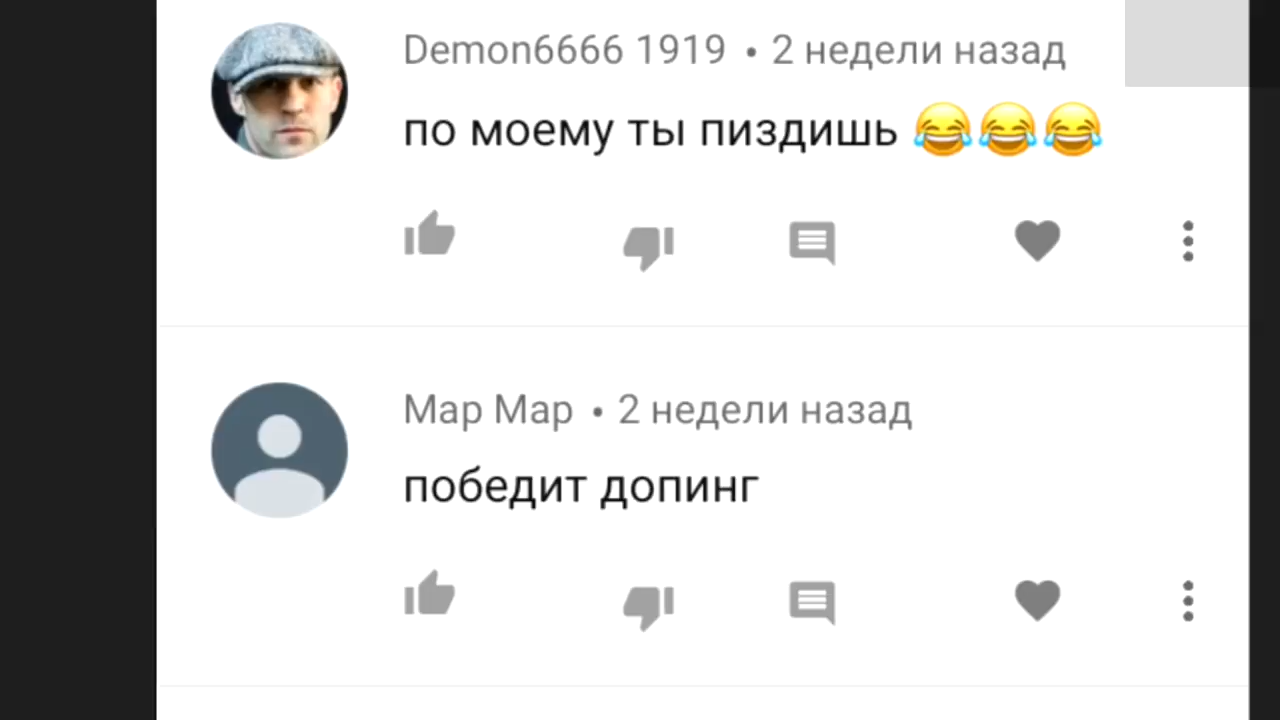 Demon6666 1919 • 2 недели назад
по моему ты пиздишь 😂😂😂
Мар Мар • 2 недели назад
победит допинг